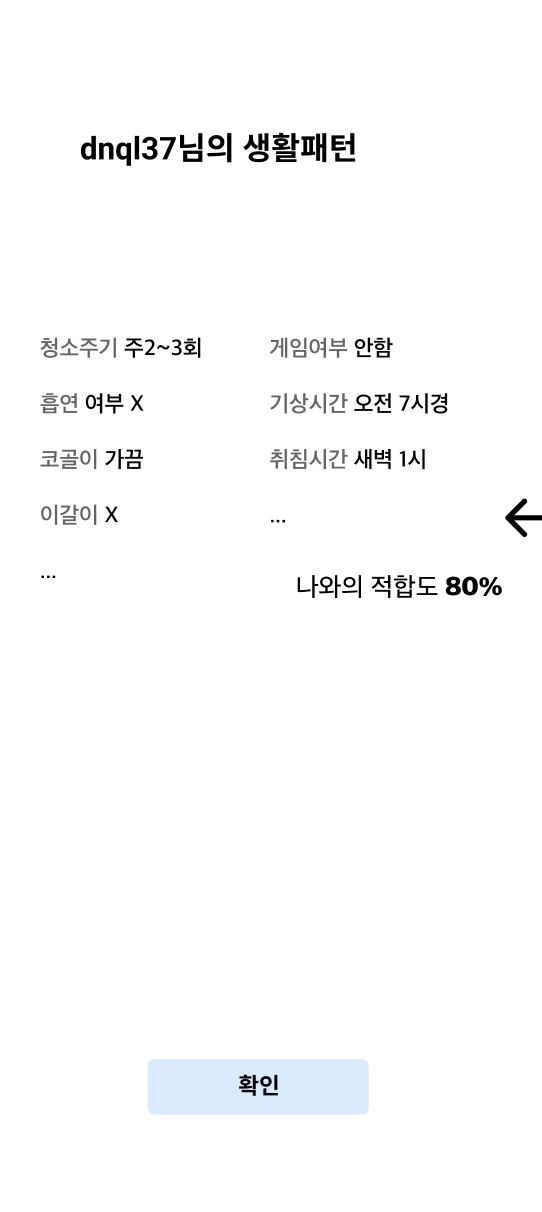 dnql37님의 생활패턴
청소주기 주2~3회 게임여부 안함
흡연 여부 X 기상시간 오전 7시경
코골이 가끔 취침시간 새벽 1시
이갈이 X ...
...
나와의 적합도 80%
확인